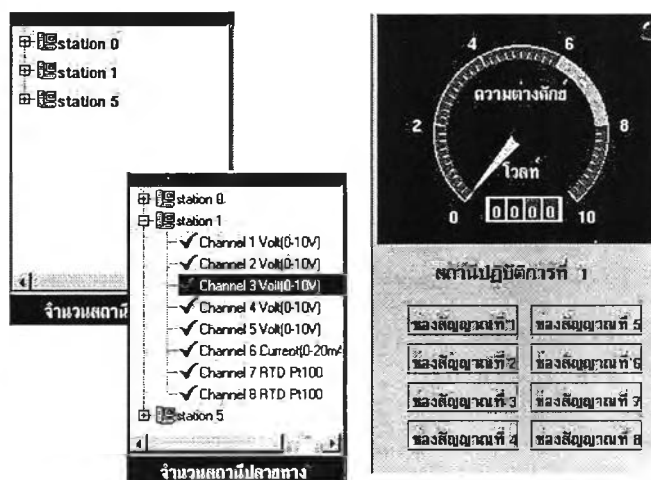 station 0
station 1
station 5
จำนวนสถานี
station 0
station 1
Channel 1 Volt(0-10V)
Channel 2 Volt(0-10V)
Channel 3 Volt(0-10V)
Channel 4 Volt(0-10V)
Channel 5 Volt(0-10V)
Channel 6 Current(0-20mA
Channel 7 RTD Pt100
Channel 8 RTD Pt100
station 5
จำนวนสถานีปลายทาง
4 6
ความต่างศักย์
2 8
โวลท์
0 0000 10
สถานีปฏิบัติการที่ 1
ช่องสัญญาณที่ 1 ช่องสัญญาณที่ 5
ช่องสัญญาณที่ 2 ช่องสัญญาณที่ 6
ช่องสัญญาณที่ 3 ช่องสัญญาณที่ 7
ช่องสัญญาณที่ 4 ช่องสัญญาณที่ 8